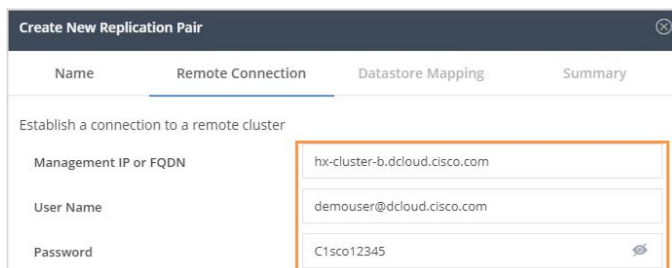 Create New Replication Pair
Name Remote Connection Datastore Mapping Summary
Establish a connection to a remote cluster
Management IP or FQDN hx-cluster-b.dcloud.cisco.com
User Name demouser@dcloud.cisco.com
Password C1sco12345